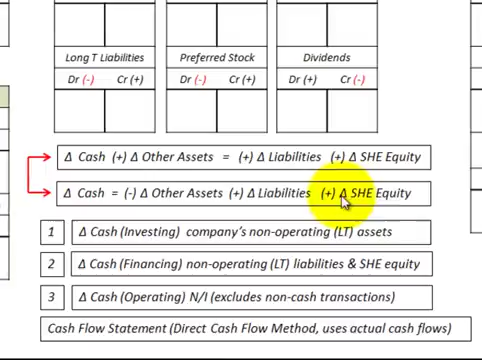 Long T Liabilities Preferred Stock Dividends
Dr (-) Cr (+) Dr (-) Cr (+) Dr (+) Cr (-)
Δ Cash (+) Δ Other Assets = (+) Δ Liabilities (+) Δ SHE Equity
Δ Cash = (-) Δ Other Assets (+) Δ Liabilities (+) Δ SHE Equity
1 Δ Cash (Investing) company's non-operating (LT) assets
2 Δ Cash (Financing) non-operating (LT) liabilities & SHE equity
3 Δ Cash (Operating) N/I (excludes non-cash transactions)
Cash Flow Statement (Direct Cash Flow Method, uses actual cash flows)